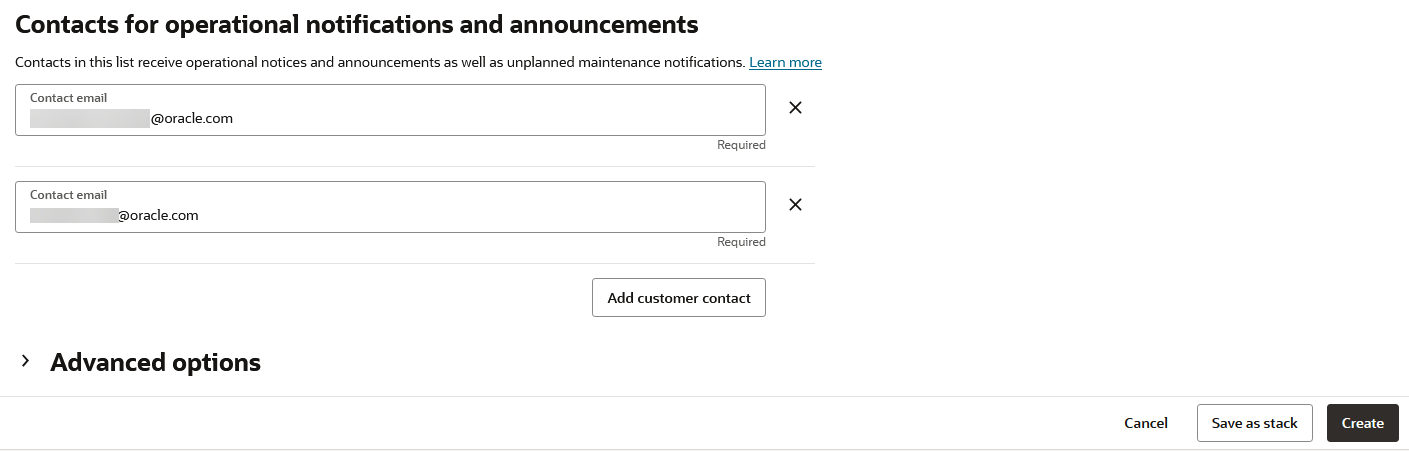 Contacts for operational notifications and announcements
Contacts in this list receive operational notices and announcements as well as unplanned maintenance notifications. Learn more
Contact email
@oracle.com
Required
Contact email
@oracle.com
Required
Add customer contact
Advanced options
Cancel
Save as stack
Create